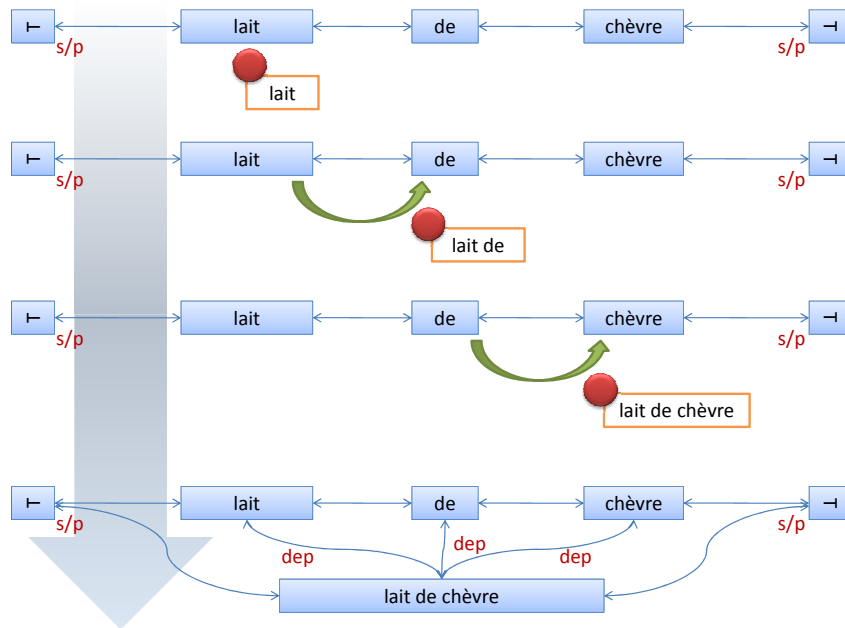 ⊢ lait de chèvre ⊣
s/p s/p
lait
⊢ lait de chèvre ⊣
s/p s/p
lait de
⊢ lait de chèvre ⊣
s/p s/p
lait de chèvre
⊢ lait de chèvre ⊣
s/p s/p
dep dep dep
lait de chèvre